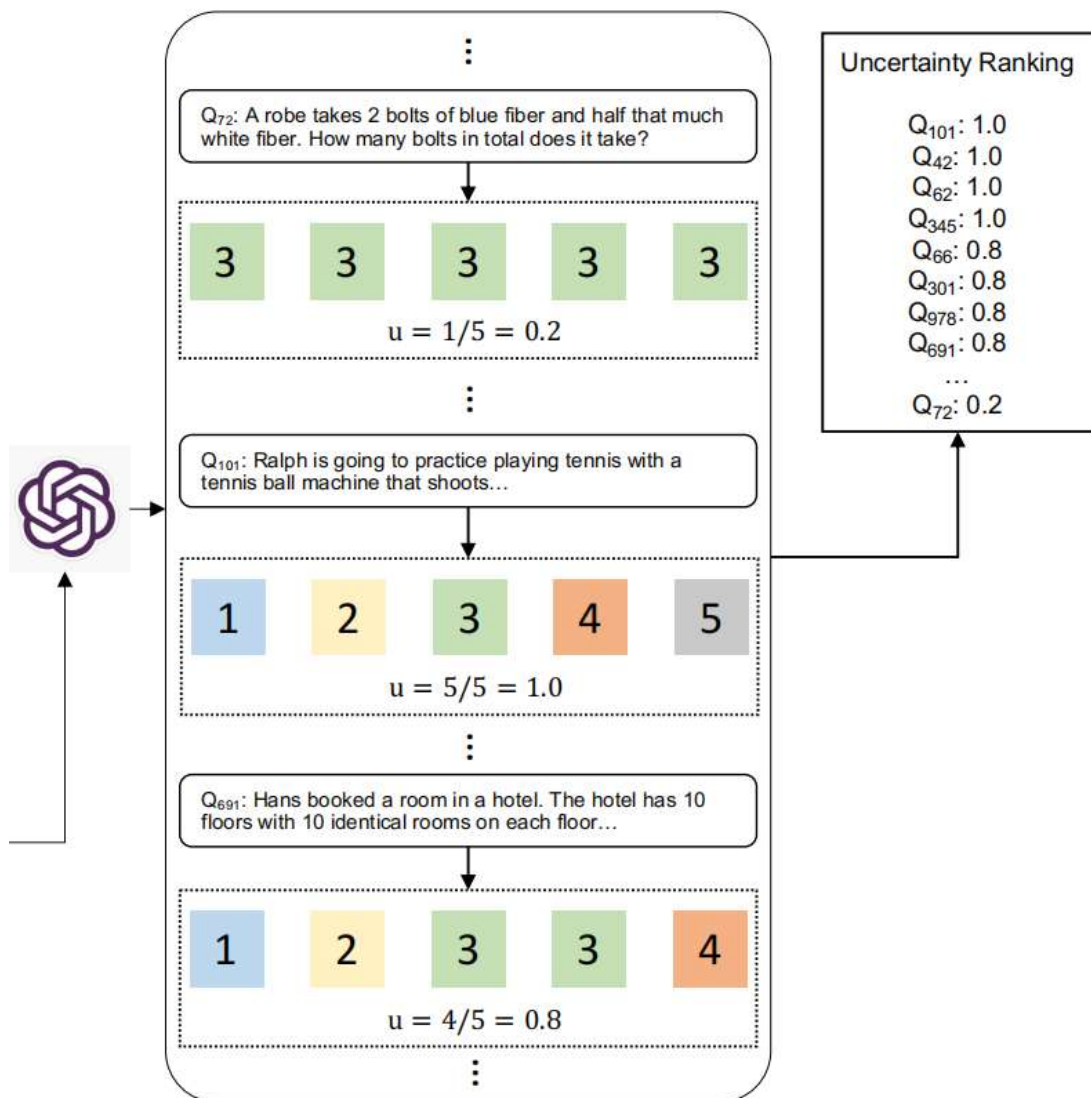 ⋮
Q72: A robe takes 2 bolts of blue fiber and half that much
white fiber. How many bolts in total does it take?
3 3 3 3 3
u = 1/5 = 0.2
⋮
Q101: Ralph is going to practice playing tennis with a
tennis ball machine that shoots…
1 2 3 4 5
u = 5/5 = 1.0
⋮
Q691: Hans booked a room in a hotel. The hotel has 10
floors with 10 identical rooms on each floor…
1 2 3 3 4
u = 4/5 = 0.8
⋮
Uncertainty Ranking
Q101: 1.0
Q42: 1.0
Q62: 1.0
Q345: 1.0
Q66: 0.8
Q301: 0.8
Q978: 0.8
Q691: 0.8
…
Q72: 0.2